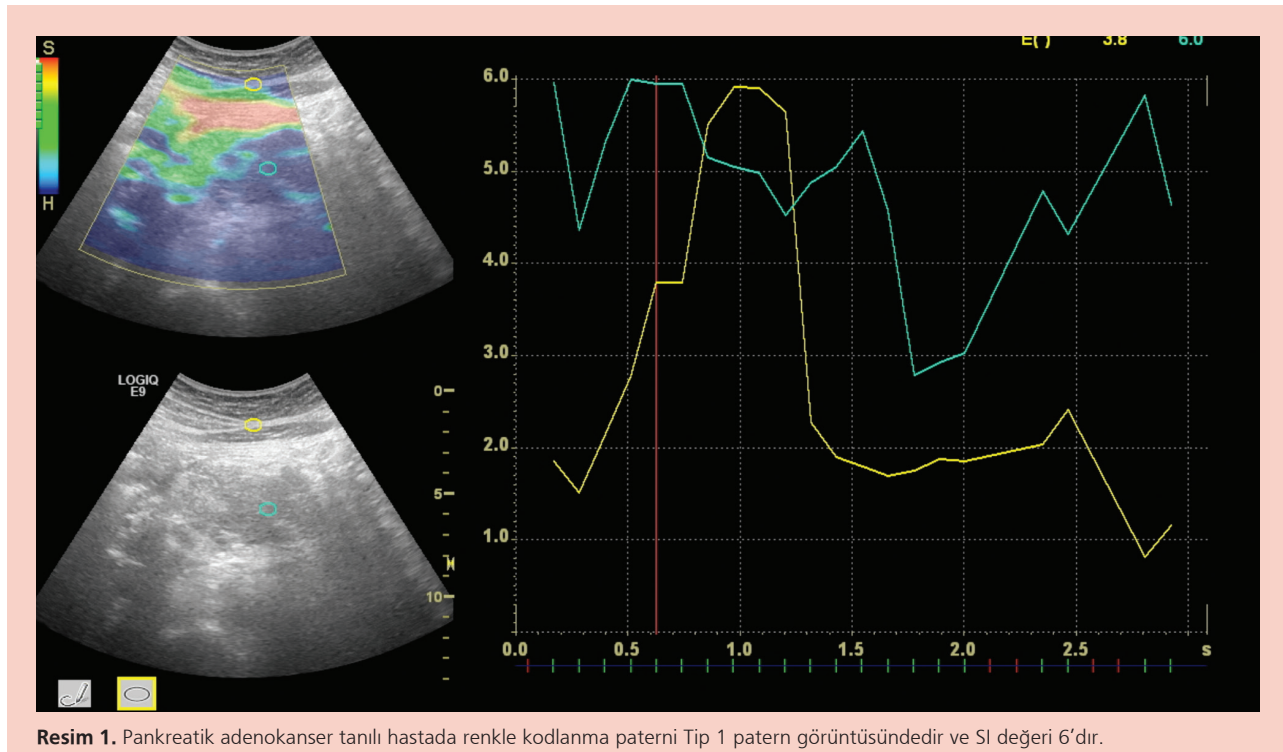 S
H
E( ) 3.8 6.0
6.0
5.0
4.0
3.0
2.0
1.0
0.0 0.5 1.0 1.5 2.0 2.5 s
LOGIQ
E9
0
5
10
Resim 1. Pankreatik adenokanser tanılı hastada renkle kodlanma paterni Tip 1 patern görüntüsündedir ve SI değeri 6'dır.